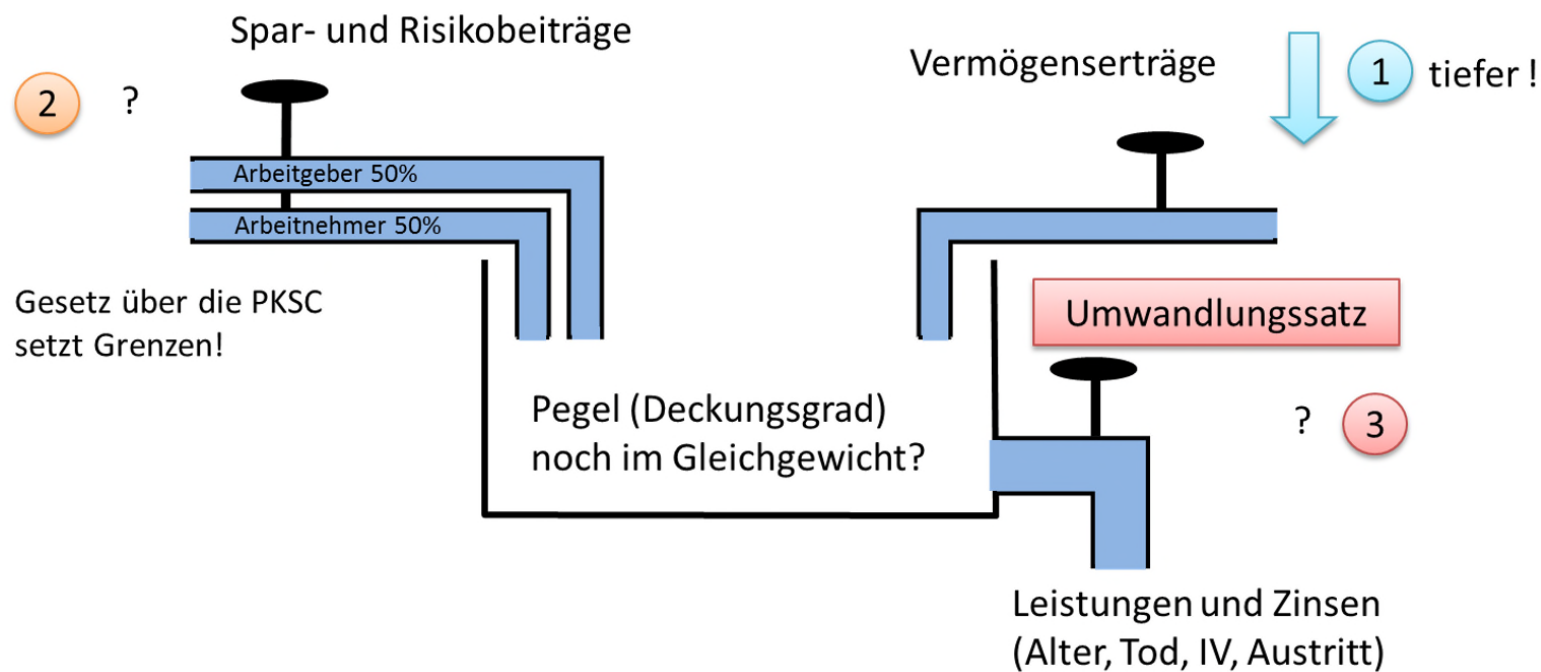 Spar- und Risikobeiträge
2
?
Arbeitgeber 50%
Arbeitnehmer 50%
Gesetz über die PKSC
setzt Grenzen!
Vermögenserträge
1
tiefer !
Umwandlungssatz
Pegel (Deckungsgrad)
noch im Gleichgewicht?
?
3
Leistungen und Zinsen
(Alter, Tod, IV, Austritt)